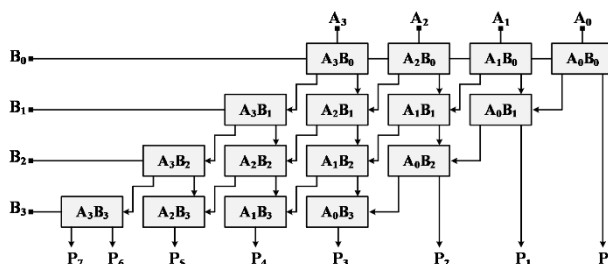 A₃ A₂ A₁ A₀
B₀ A₃B₀ A₂B₀ A₁B₀ A₀B₀
B₁ A₃B₁ A₂B₁ A₁B₁ A₀B₁
B₂ A₃B₂ A₂B₂ A₁B₂ A₀B₂
B₃ A₃B₃ A₂B₃ A₁B₃ A₀B₃
P₇ P₆ P₅ P₄ P₃ P₂ P₁ P